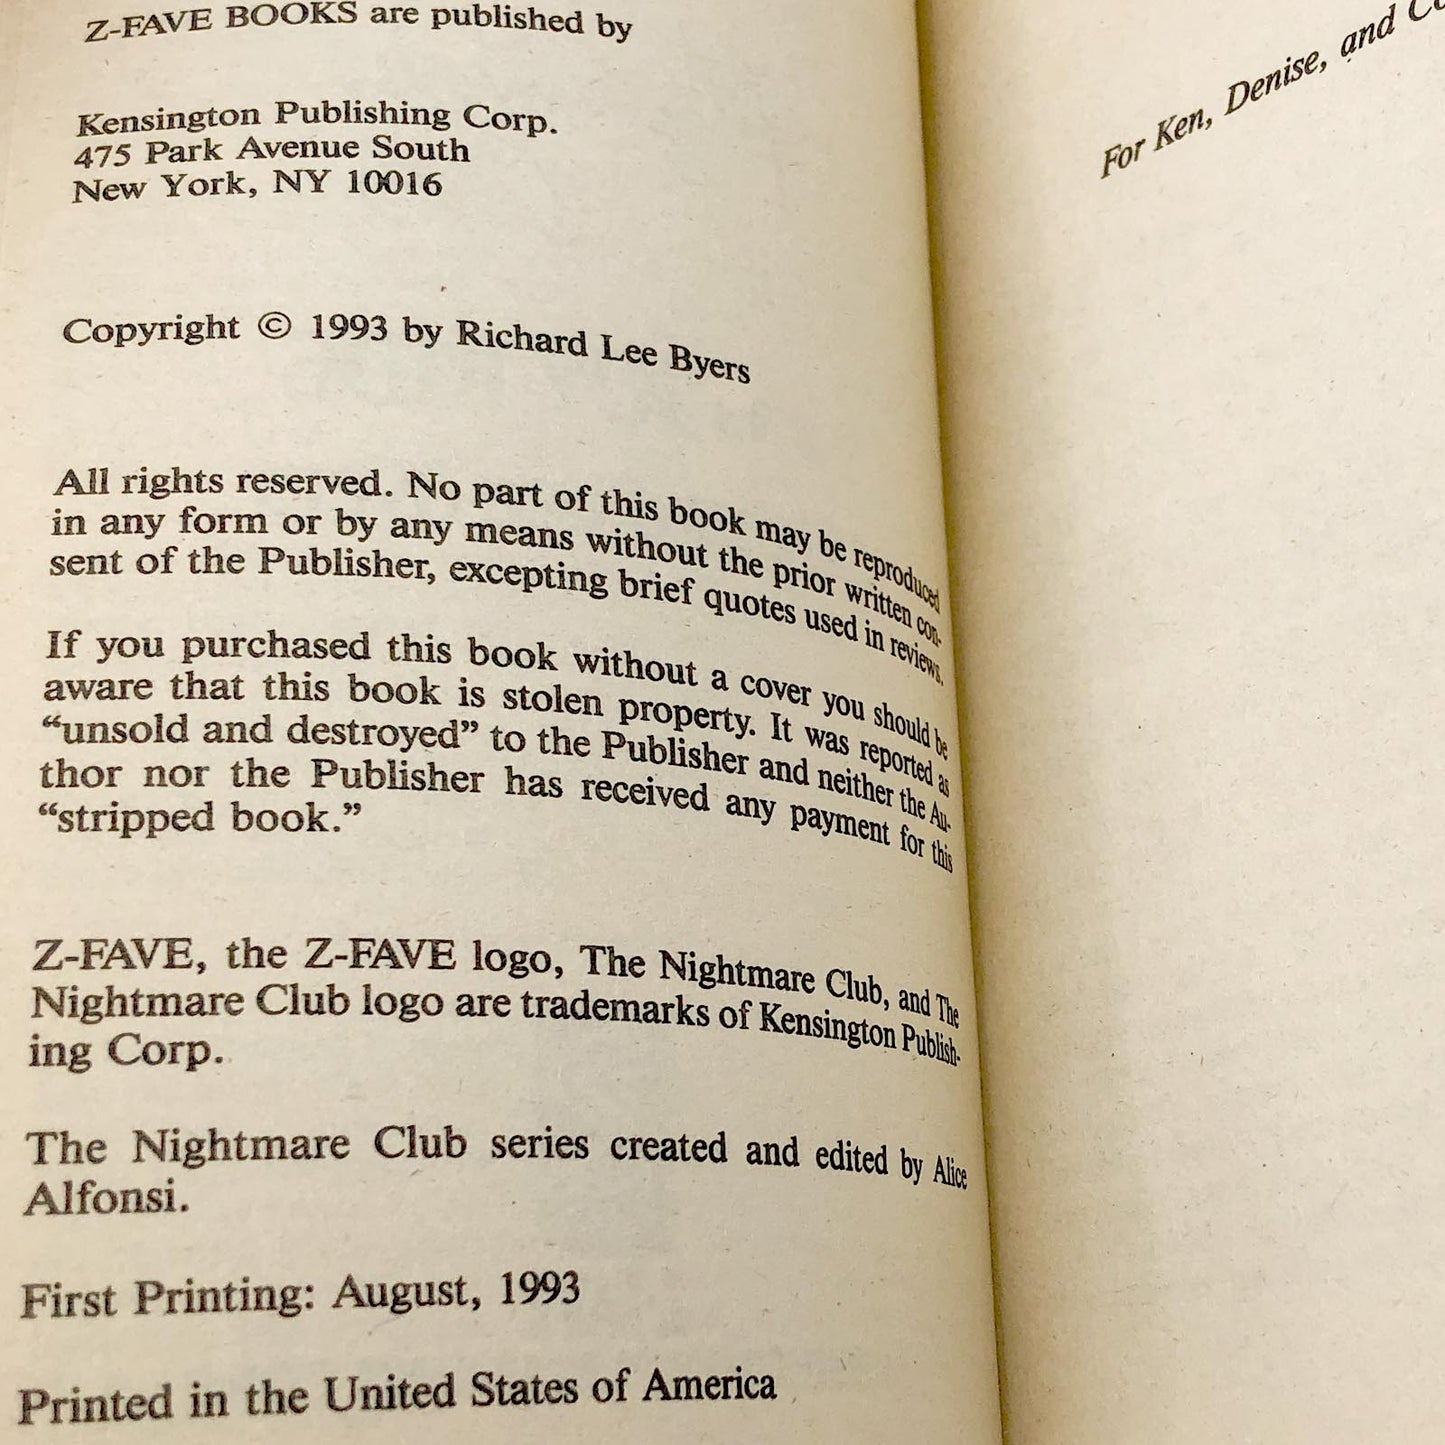 Z-FAVE BOOKS are published by
Kensington Publishing Corp.
475 Park Avenue South
New York, NY 10016
Copyright © 1993 by Richard Lee Byers
All rights reserved. No part of this book may be reproduced
in any form or by any means without the prior written con-
sent of the Publisher, excepting brief quotes used in reviews.
If you purchased this book without a cover you should be
aware that this book is stolen property. It was reported as
“unsold and destroyed” to the Publisher and neither the Au-
thor nor the Publisher has received any payment for this
“stripped book.”
Z-FAVE, the Z-FAVE logo, The Nightmare Club, and The
Nightmare Club logo are trademarks of Kensington Publish-
ing Corp.
The Nightmare Club series created and edited by Alice
Alfonsi.
First Printing: August, 1993
Printed in the United States of America
For Ken, Denise, and